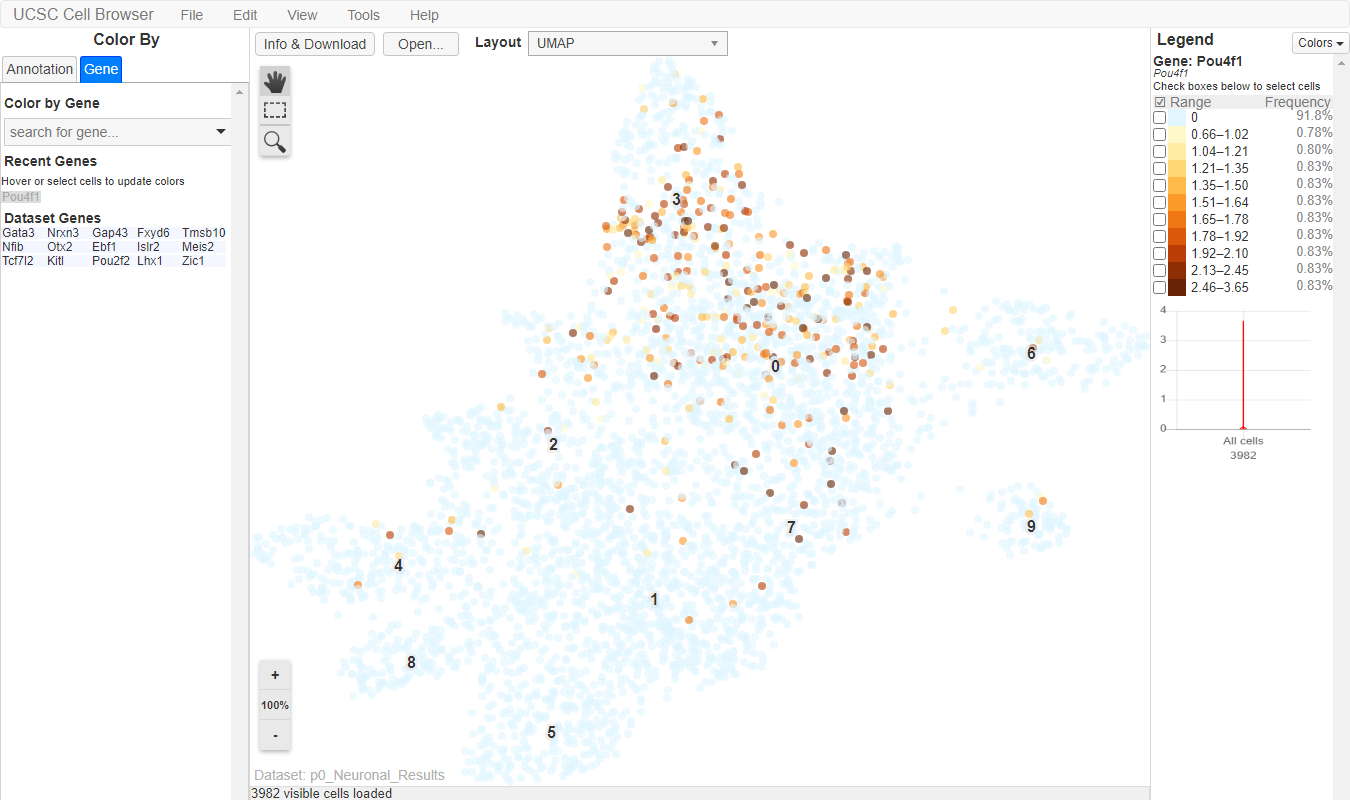 UCSC Cell Browser File Edit View Tools Help
Color By
Annotation Gene
Color by Gene
search for gene...
Recent Genes
Hover or select cells to update colors
Pou4f1
Dataset Genes
Gata3 Nrxn3 Gap43 Fxyd6 Tmsb10
Nfib Otx2 Ebf1 Islr2 Meis2
Tcf7l2 Kitl Pou2f2 Lhx1 Zic1
Info & Download Open... Layout UMAP
3
0
6
2
7
9
4
1
8
5
+
100%
-
Dataset: p0_Neuronal_Results
3982 visible cells loaded
Legend Colors
Gene: Pou4f1
Pou4f1
Check boxes below to select cells
Range Frequency
0 91.8%
0.66–1.02 0.78%
1.04–1.21 0.80%
1.21–1.35 0.83%
1.35–1.50 0.83%
1.51–1.64 0.83%
1.65–1.78 0.83%
1.78–1.92 0.83%
1.92–2.10 0.83%
2.13–2.45 0.83%
2.46–3.65 0.83%
4
3
2
1
0
All cells
3982